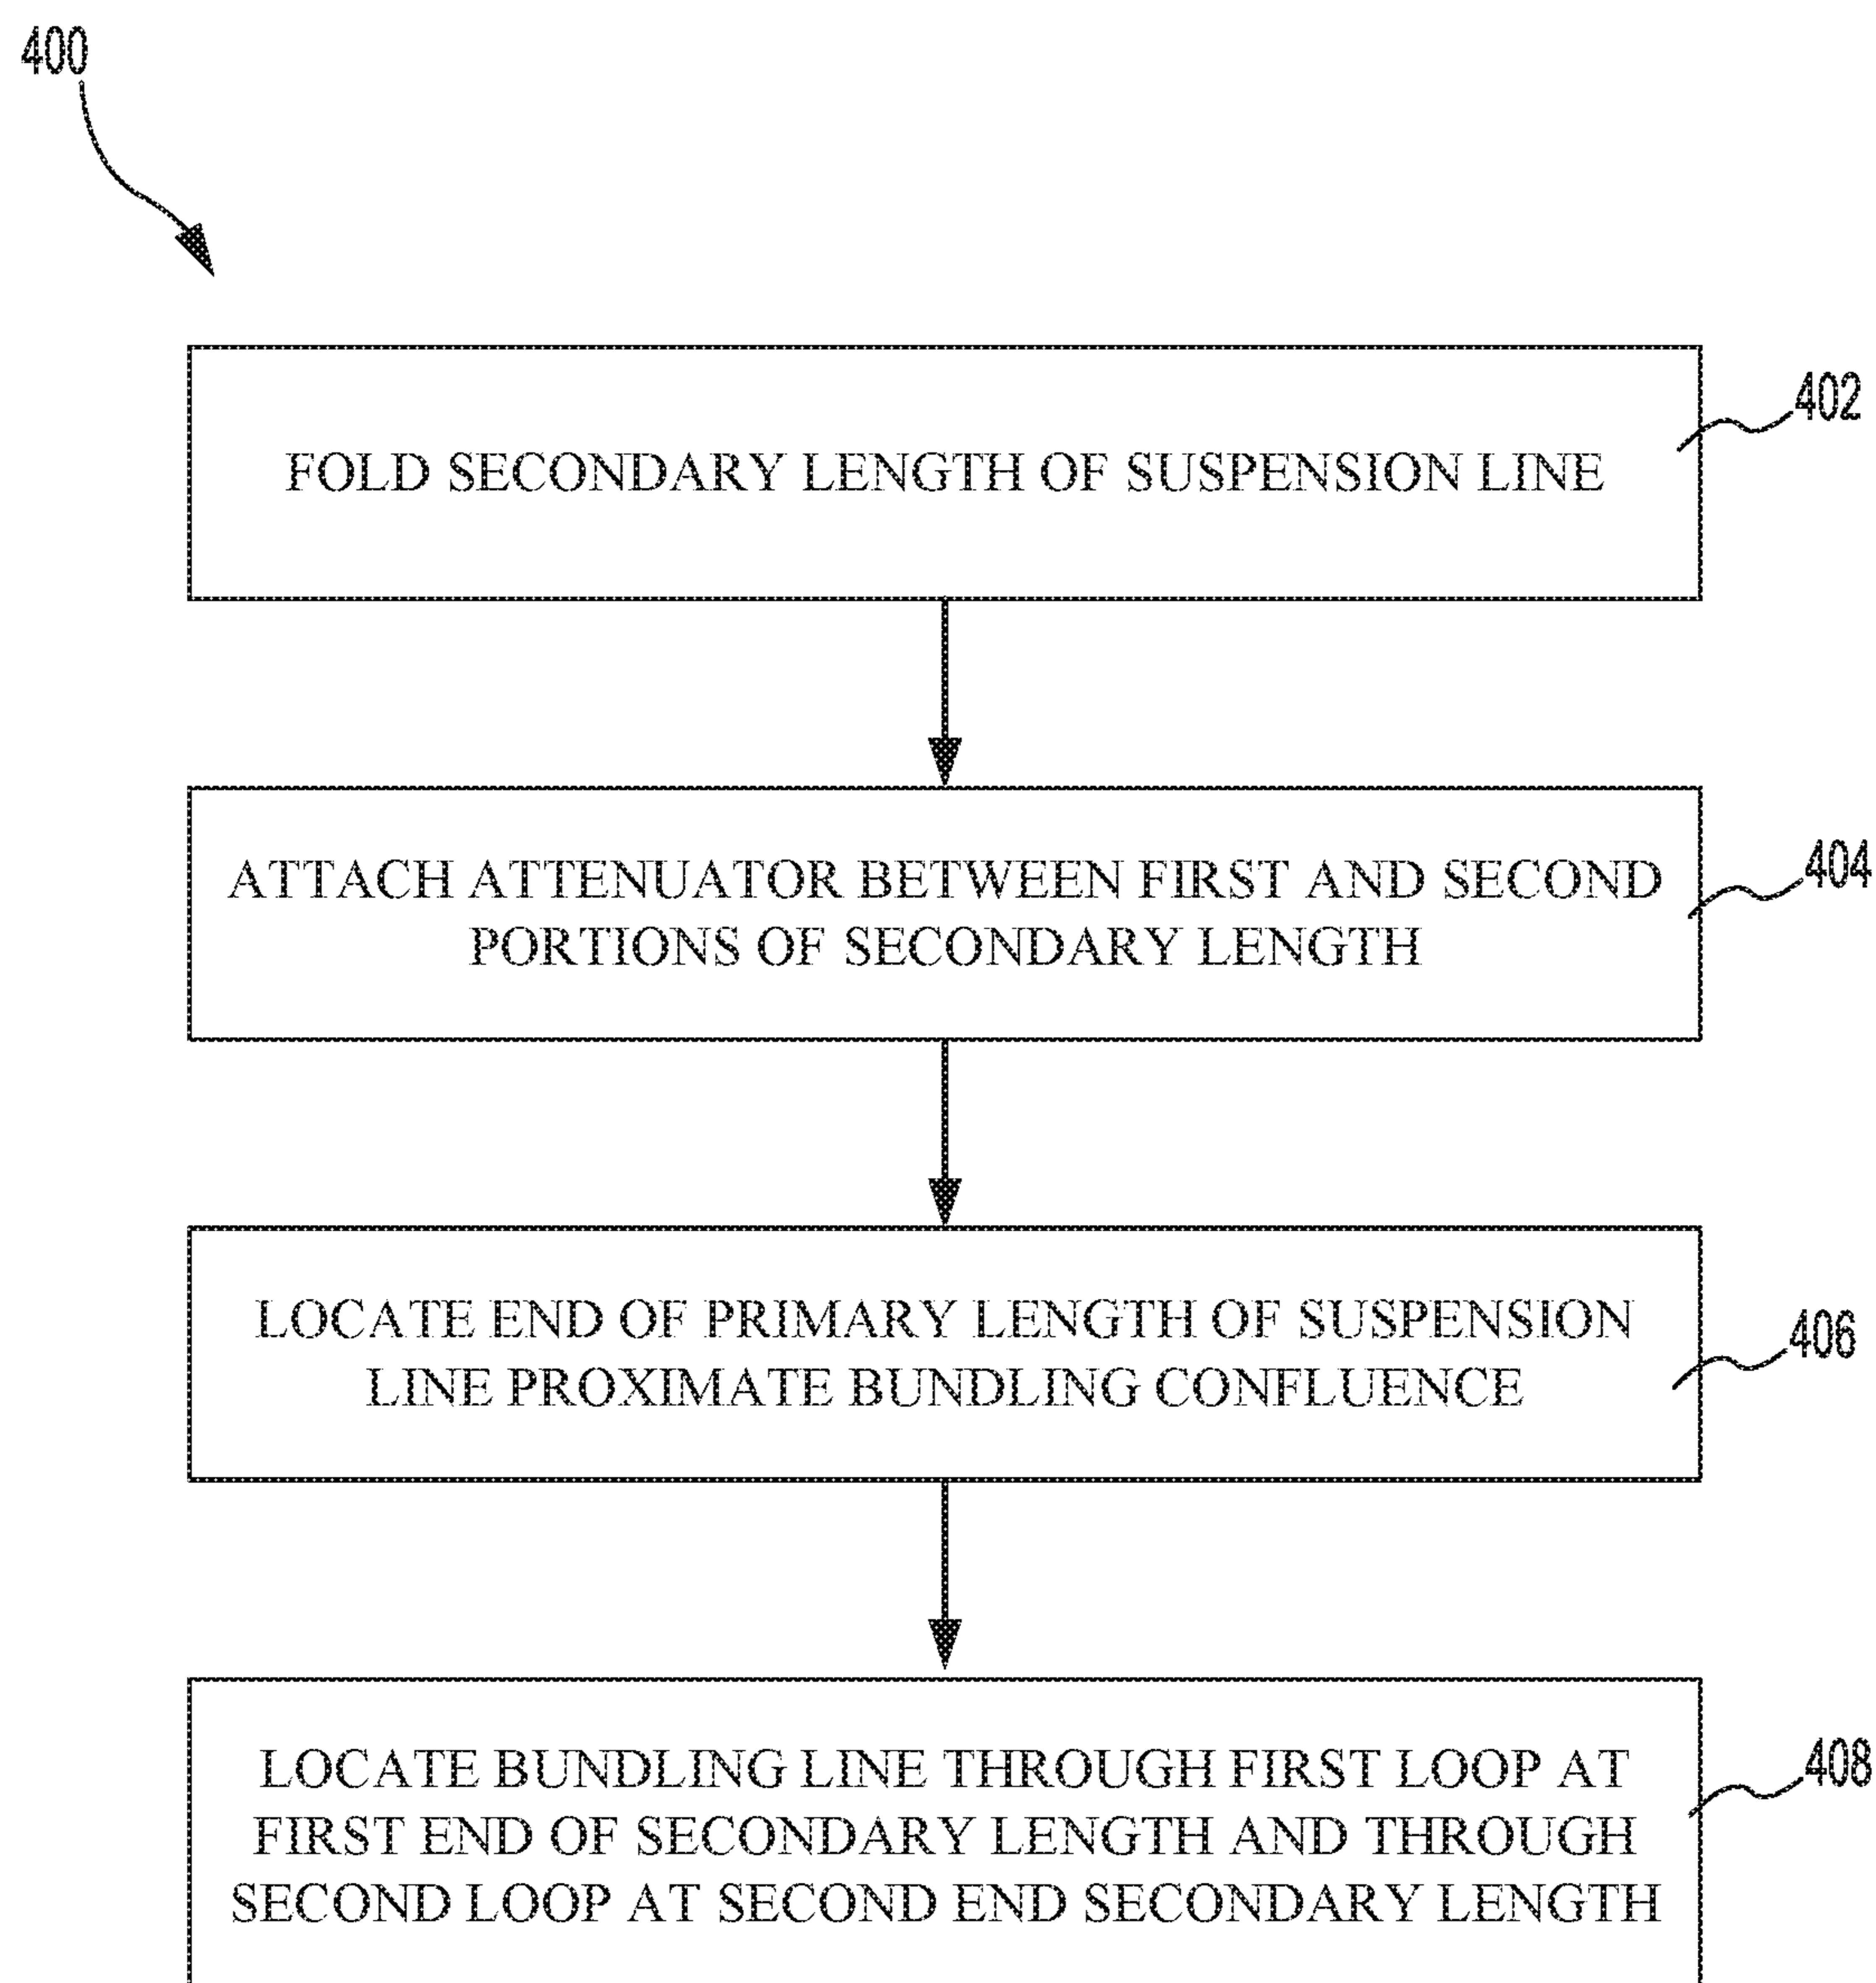 400
402
FOLD SECONDARY LENGTH OF SUSPENSION LINE
404
ATTACH ATTENUATOR BETWEEN FIRST AND SECOND
PORTIONS OF SECONDARY LENGTH
406
LOCATE END OF PRIMARY LENGTH OF SUSPENSION
LINE PROXIMATE BUNDLING CONFLUENCE
408
LOCATE BUNDLING LINE THROUGH FIRST LOOP AT
FIRST END OF SECONDARY LENGTH AND THROUGH
SECOND LOOP AT SECOND END SECONDARY LENGTH